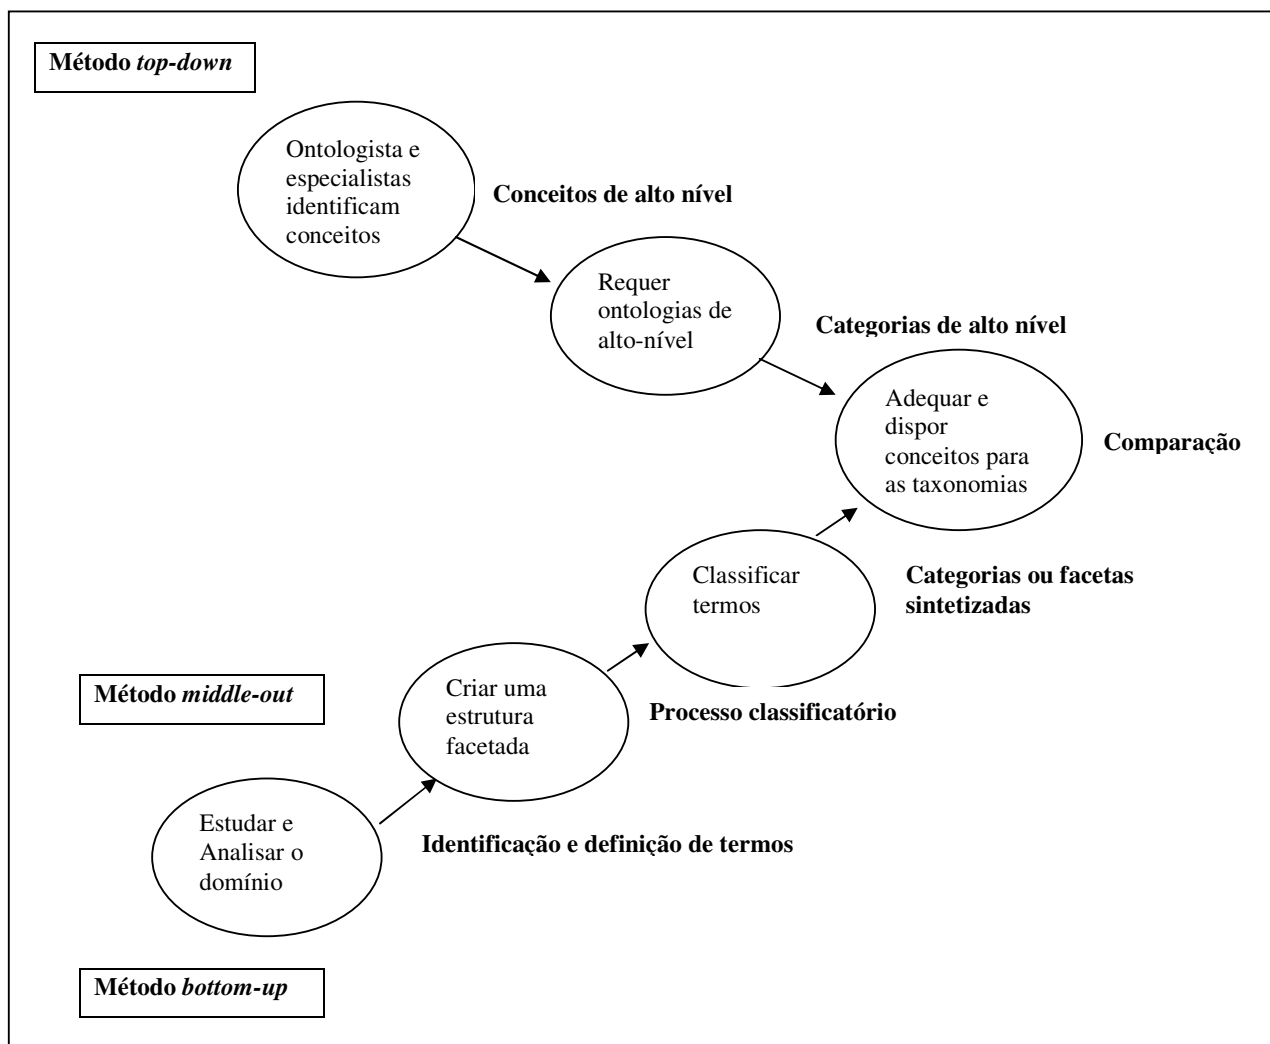 Método top-down
Ontologista e
especialistas
identificam
conceitos
Conceitos de alto nível
Requer
ontologias de
alto-nível
Categorias de alto nível
Adequar e
dispor
conceitos para
as taxonomias
Comparação
Classificar
termos
Categorias ou facetas
sintetizadas
Método middle-out
Criar uma
estrutura
facetada
Processo classificatório
Estudar e
Analisar o
domínio
Identificação e definição de termos
Método bottom-up